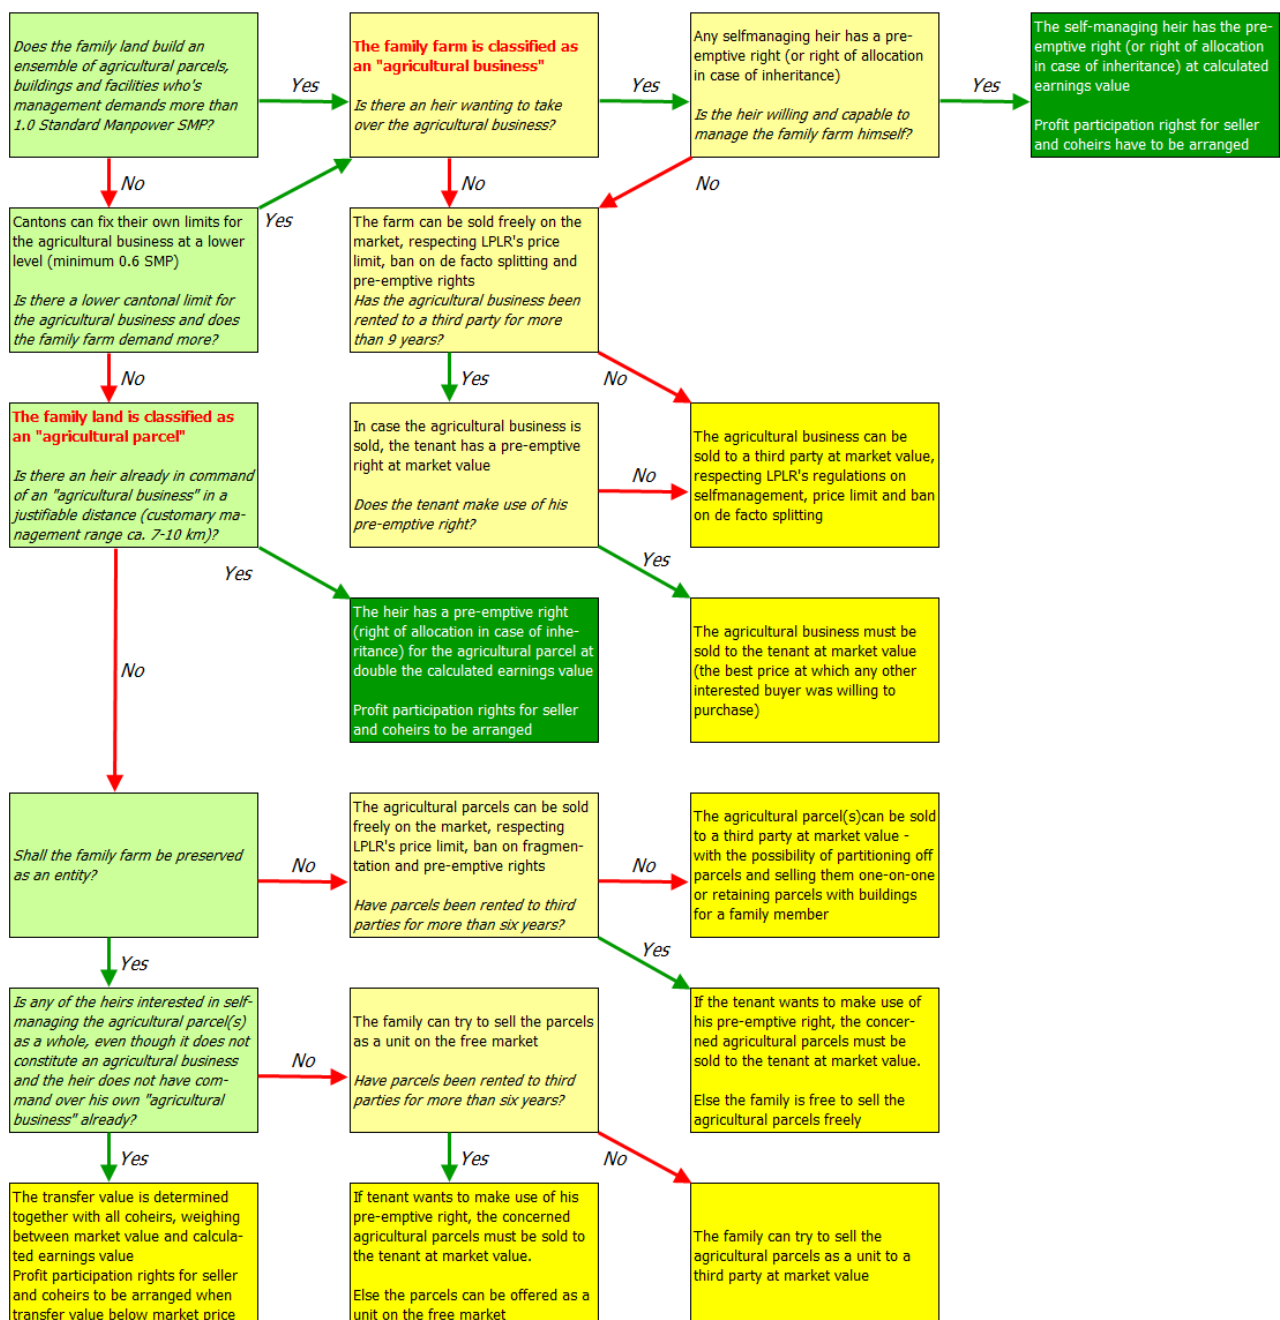 Does the family land build an
ensemble of agricultural parcels,
buildings and facilities who's
management demands more than
1.0 Standard Manpower SMP?
Yes
The family farm is classified as
an "agricultural business"
Is there an heir wanting to take
over the agricultural business?
Yes
Any selfmanaging heir has a pre-
emptive right (or right of allocation
in case of inheritance)
Is the heir willing and capable to
manage the family farm himself?
Yes
The self-managing heir has the pre-
emptive right (or right of allocation
in case of inheritance) at calculated
earnings value
Profit participation righst for seller
and coheirs have to be arranged
No
No
No
Cantons can fix their own limits for
the agricultural business at a lower
level (minimum 0.6 SMP)
Is there a lower cantonal limit for
the agricultural business and does
the family farm demand more?
Yes
The farm can be sold freely on the
market, respecting LPLR's price
limit, ban on de facto splitting and
pre-emptive rights
Has the agricultural business been
rented to a third party for more
than 9 years?
No
Yes
No
The family land is classified as
an "agricultural parcel"
Is there an heir already in command
of an "agricultural business" in a
justifiable distance (customary ma-
nagement range ca. 7-10 km)?
In case the agricultural business is
sold, the tenant has a pre-emptive
right at market value
Does the tenant make use of his
pre-emptive right?
No
The agricultural business can be
sold to a third party at market value,
respecting LPLR's regulations on
selfmanagement, price limit and ban
on de facto splitting
Yes
Yes
The heir has a pre-emptive right
(right of allocation in case of inhe-
ritance) for the agricultural parcel at
double the calculated earnings value
Profit participation rights for seller
and coheirs to be arranged
The agricultural business must be
sold to the tenant at market value
(the best price at which any other
interested buyer was willing to
purchase)
No
Shall the family farm be preserved
as an entity?
No
The agricultural parcels can be sold
freely on the market, respecting
LPLR's price limit, ban on fragmen-
tation and pre-emptive rights
Have parcels been rented to third
parties for more than six years?
No
The agricultural parcel(s)can be sold
to a third party at market value -
with the possibility of partitioning off
parcels and selling them one-on-one
or retaining parcels with buildings
for a family member
Yes
Yes
Is any of the heirs interested in self-
managing the agricultural parcel(s)
as a whole, even though it does not
constitute an agricultural business
and the heir does not have com-
mand over his own "agricultural
business" already?
No
The family can try to sell the parcels
as a unit on the free market
Have parcels been rented to third
parties for more than six years?
If the tenant wants to make use of
his pre-emptive right, the concer-
ned agricultural parcels must be
sold to the tenant at market value.
Else the family is free to sell the
agricultural parcels freely
Yes
Yes
No
The transfer value is determined
together with all coheirs, weighing
between market value and calcula-
ted earnings value
Profit participation rights for seller
and coheirs to be arranged when
transfer value below market price
If tenant wants to make use of his
pre-emptive right, the concerned
agricultural parcels must be sold to
the tenant at market value.
Else the parcels can be offered as a
unit on the free market
The family can try to sell the
agricultural parcels as a unit to a
third party at market value